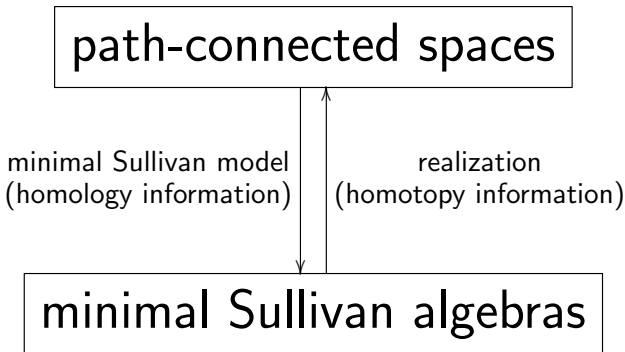 path-connected spaces
minimal Sullivan model
(homology information)
realization
(homotopy information)
minimal Sullivan algebras